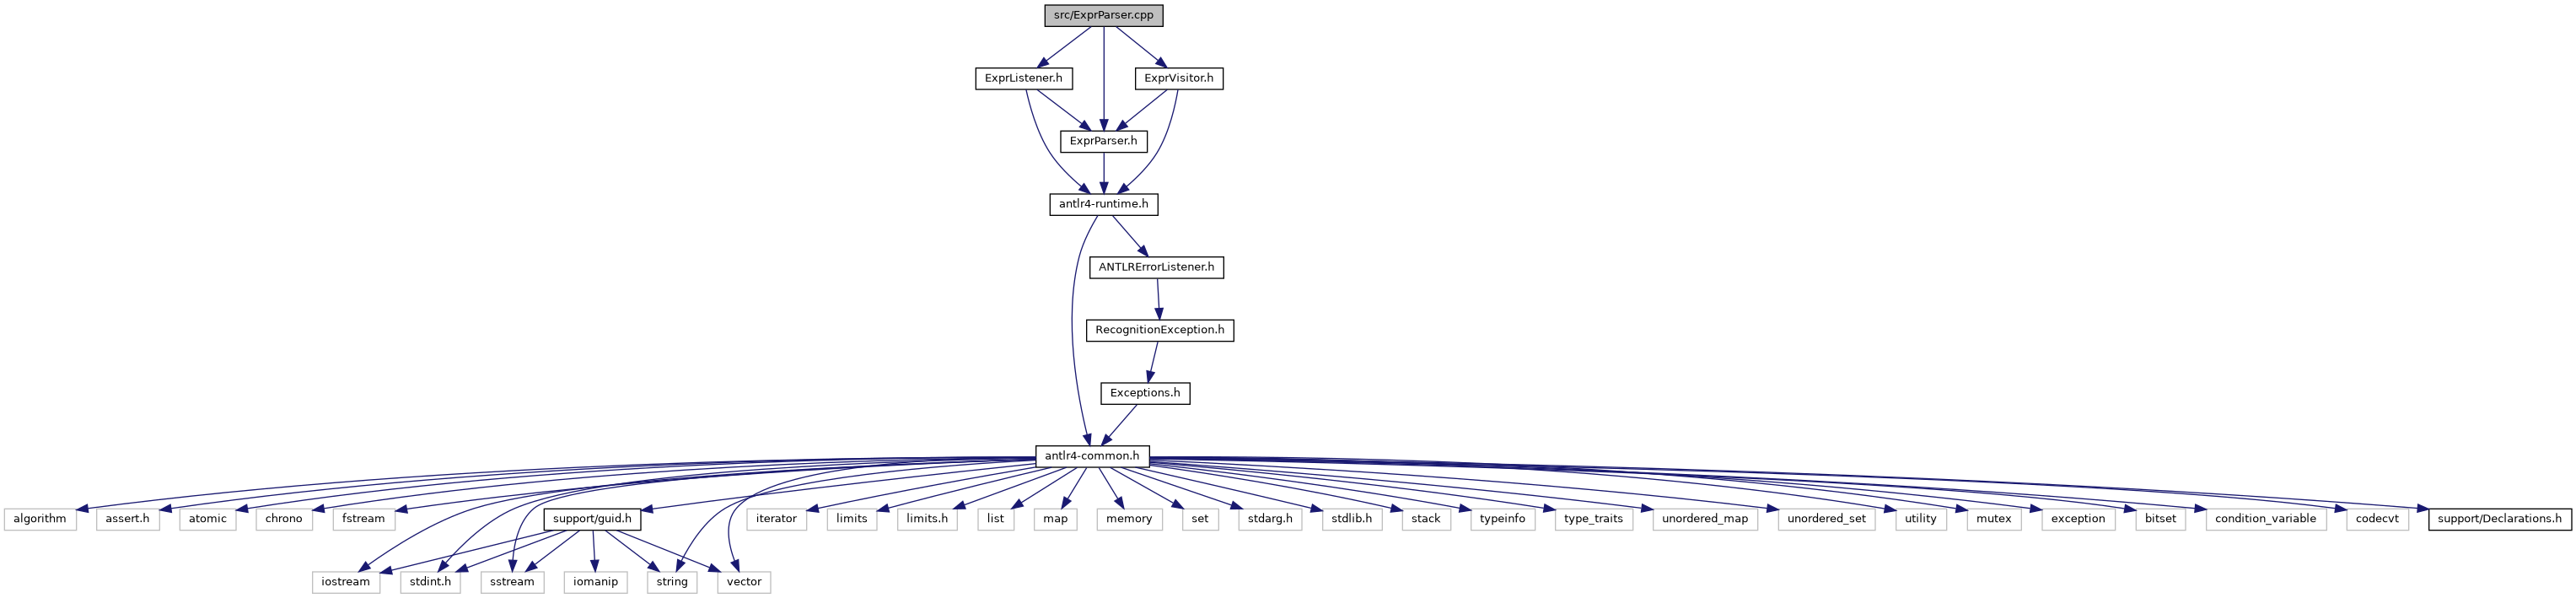 src/ExprParser.cpp
ExprListener.h
ExprVisitor.h
ExprParser.h
antlr4-runtime.h
ANTLRErrorListener.h
RecognitionException.h
Exceptions.h
antlr4-common.h
algorithm
assert.h
atomic
chrono
fstream
support/guid.h
iterator
limits
limits.h
list
map
memory
set
stdarg.h
stdlib.h
stack
typeinfo
type_traits
unordered_map
unordered_set
utility
mutex
exception
bitset
condition_variable
codecvt
support/Declarations.h
iostream
stdint.h
sstream
iomanip
string
vector